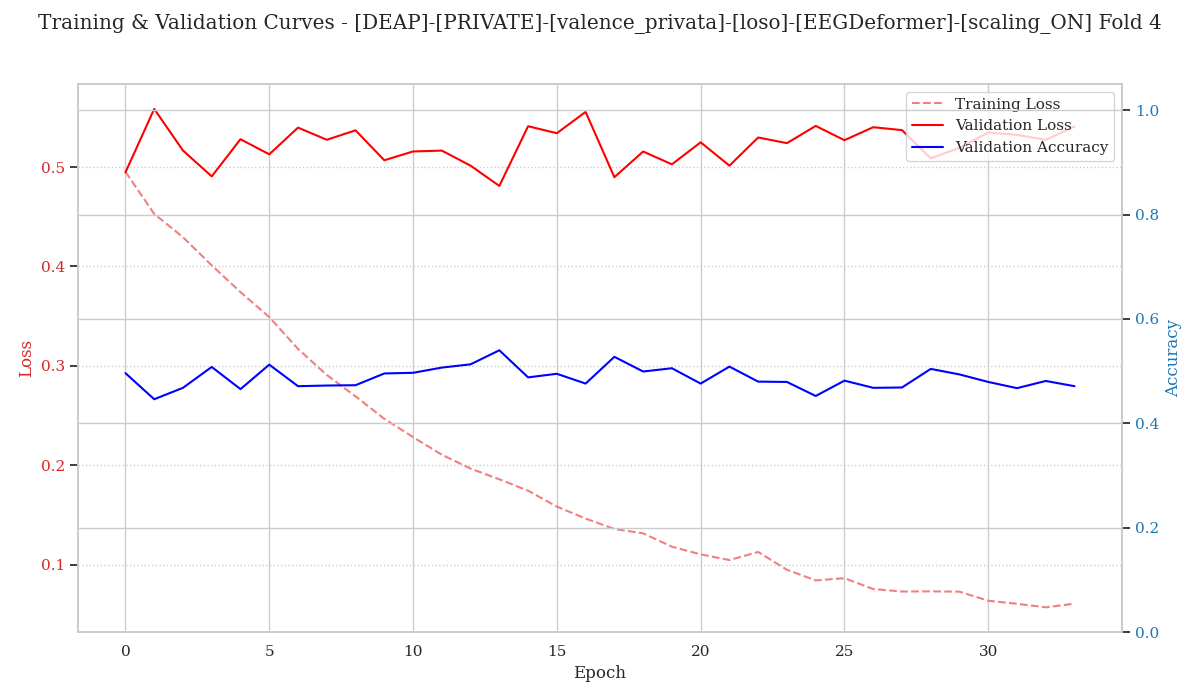 Training & Validation Curves - [DEAP]-[PRIVATE]-[valence_privata]-[loso]-[EEGDeformer]-[scaling_ON] Fold 4
Training Loss
Validation Loss
Validation Accuracy
Loss
0.5
0.4
0.3
0.2
0.1
1.0
0.8
0.6
0.4
0.2
0.0
Accuracy
0 5 10 15 20 25 30
Epoch